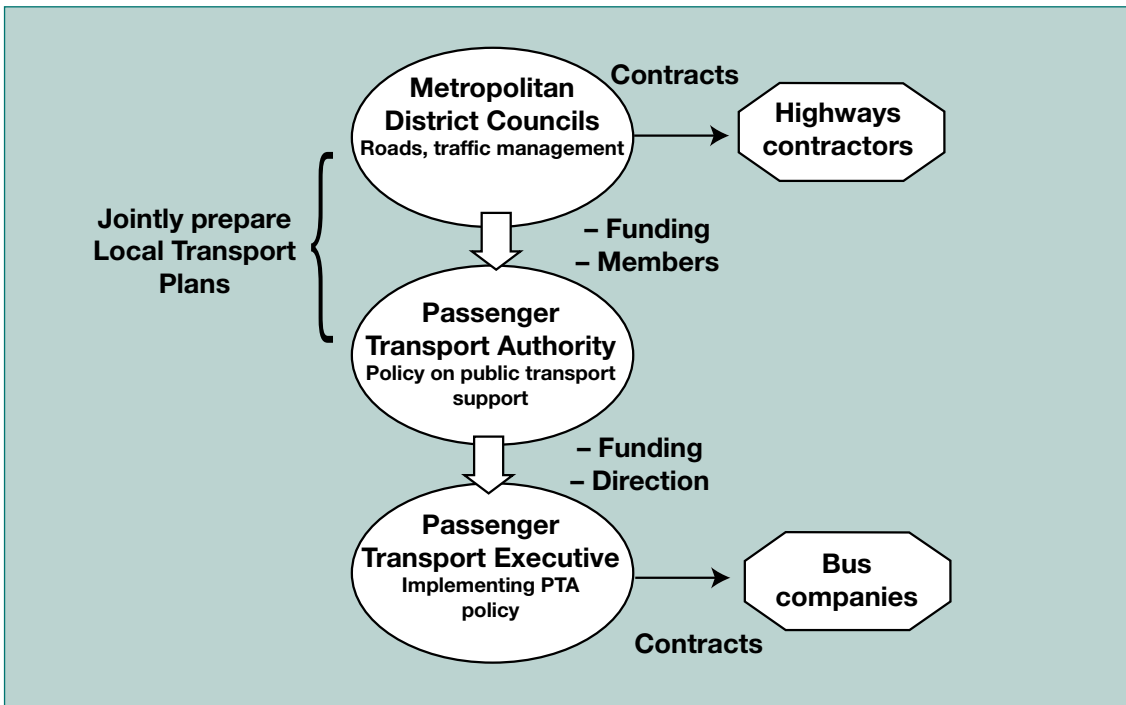 Metropolitan
District Councils
Roads, traffic management
Contracts
Highways
contractors
Jointly prepare
Local Transport
Plans
– Funding
– Members
Passenger
Transport Authority
Policy on public transport
support
– Funding
– Direction
Passenger
Transport Executive
Implementing PTA
policy
Contracts
Bus
companies